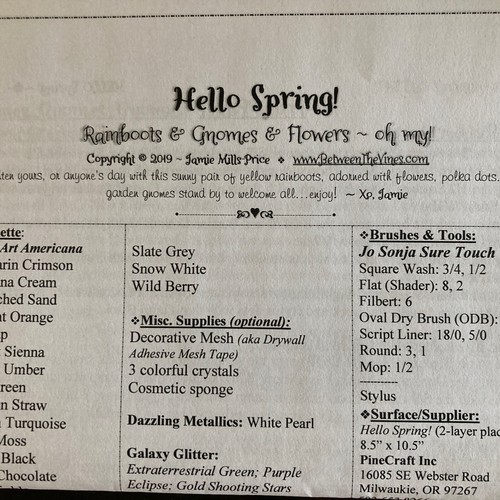 Hello Spring!
Rainboots & Gnomes & Flowers ~ oh my!
Copyright © 2019 ~ Jamie Mills-Price ❖ www.BetweenTheVines.com
yours, or anyone's day with this sunny pair of yellow rainboots, adorned with flowers, polka dots.
garden gnomes stand by to welcome all...enjoy! ~ Xo, Jamie
Art Americana
Crimson
Cream
Sand
Orange
Sienna
Umber
Straw
Turquoise
Moss
Black
Chocolate
Slate Grey
Snow White
Wild Berry
❖Misc. Supplies (optional):
Decorative Mesh (aka Drywall
Adhesive Mesh Tape)
3 colorful crystals
Cosmetic sponge
Dazzling Metallics: White Pearl
Galaxy Glitter:
Extraterrestrial Green; Purple
Eclipse; Gold Shooting Stars
❖Brushes & Tools:
Jo Sonja Sure Touch
Square Wash: 3/4, 1/2
Flat (Shader): 8, 2
Filbert: 6
Oval Dry Brush (ODB):
Script Liner: 18/0, 5/0
Round: 3, 1
Mop: 1/2
------------
Stylus
❖Surface/Supplier:
Hello Spring! (2-layer
8.5" x 10.5"
PineCraft Inc
16085 SE Webster Road
Milwaukie, OR 97267